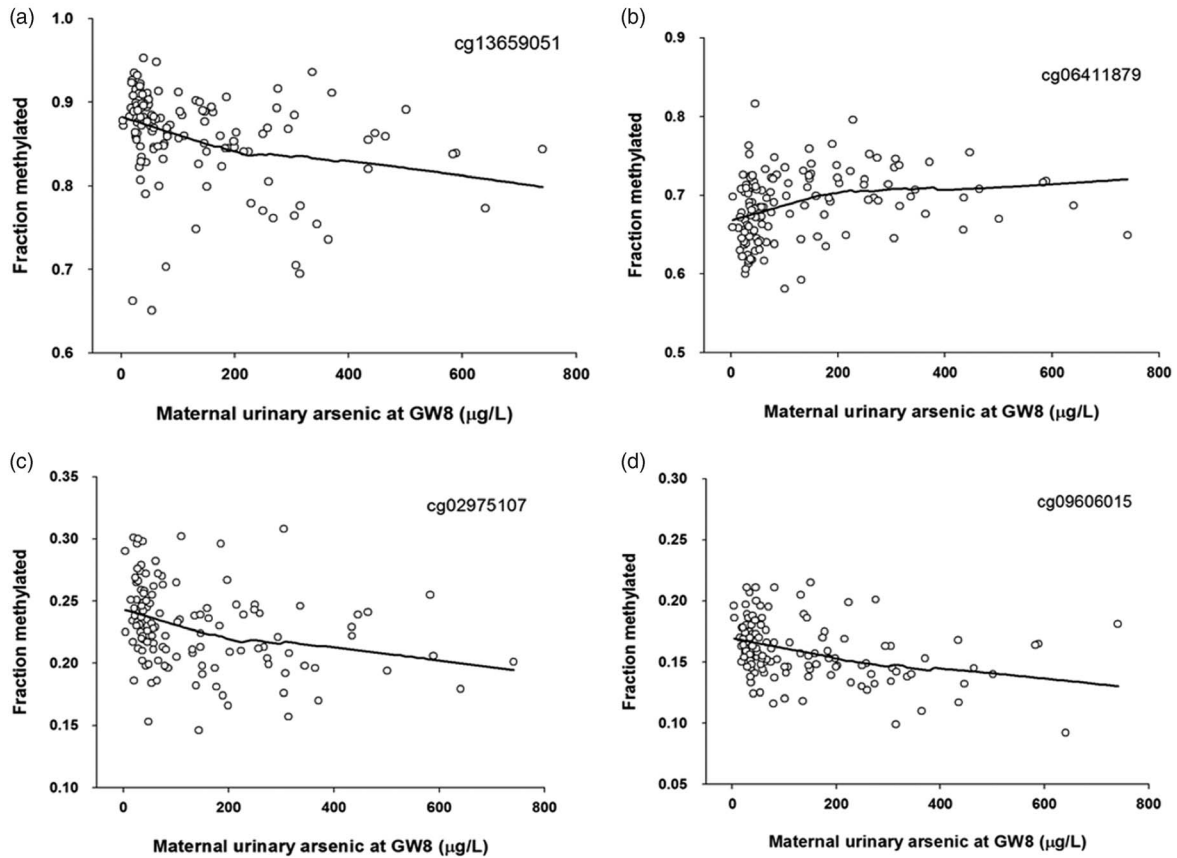 (a)
1.0
cg13659051
0.9
0.8
0.7
0.6
Fraction methylated
0 200 400 600 800
Maternal urinary arsenic at GW8 (µg/L)
(b)
0.9
cg06411879
0.8
0.7
0.6
0.5
Fraction methylated
0 200 400 600 800
Maternal urinary arsenic at GW8 (µg/L)
(c)
0.35
cg02975107
0.30
0.25
0.20
0.15
0.10
Fraction methylated
0 200 400 600 800
Maternal urinary arsenic at GW8 (µg/L)
(d)
0.30
cg09606015
0.25
0.20
0.15
0.10
0.05
Fraction methylated
0 200 400 600 800
Maternal urinary arsenic at GW8 (µg/L)